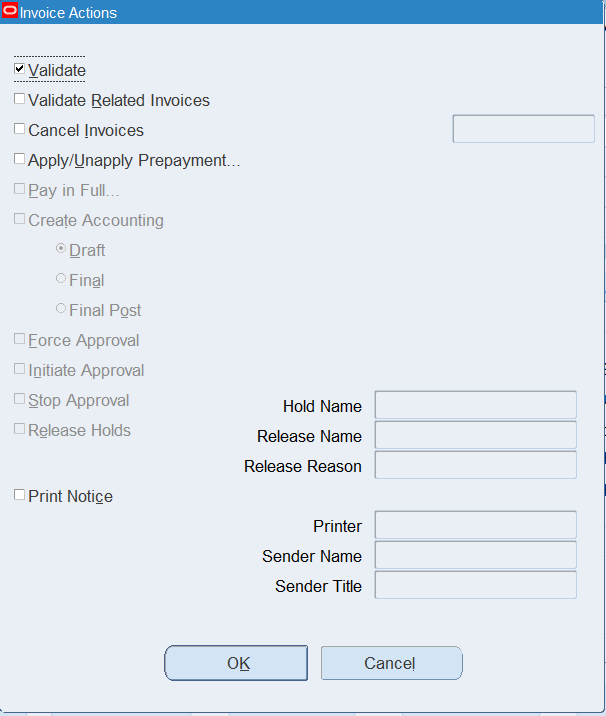 Invoice Actions
Validate
Validate Related Invoices
Cancel Invoices
Apply/Unapply Prepayment...
Pay in Full...
Create Accounting
Draft
Final
Final Post
Force Approval
Initiate Approval
Stop Approval
Hold Name
Release Name
Release Holds
Release Reason
Print Notice
Printer
Sender Name
Sender Title
OK
Cancel